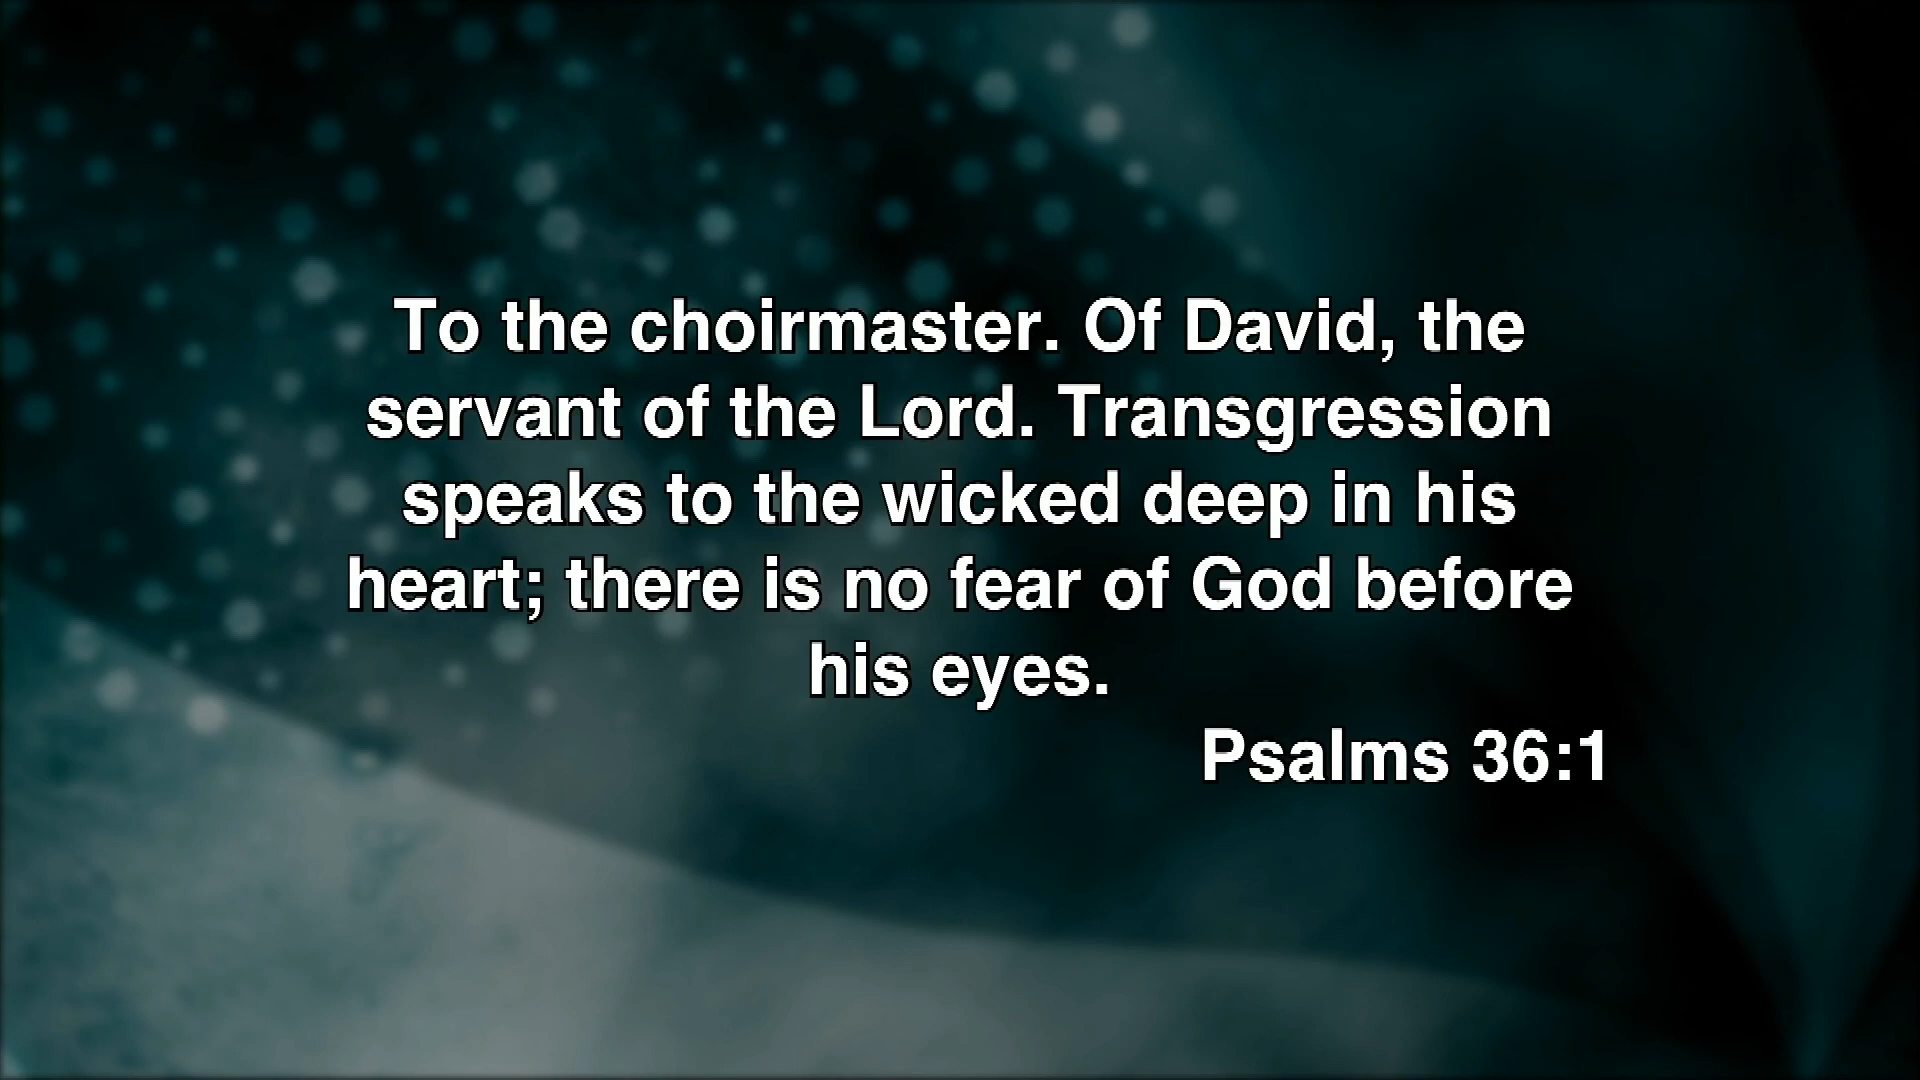 To the choirmaster. Of David, the
servant of the Lord. Transgression
speaks to the wicked deep in his
heart; there is no fear of God before
his eyes.
Psalms 36:1